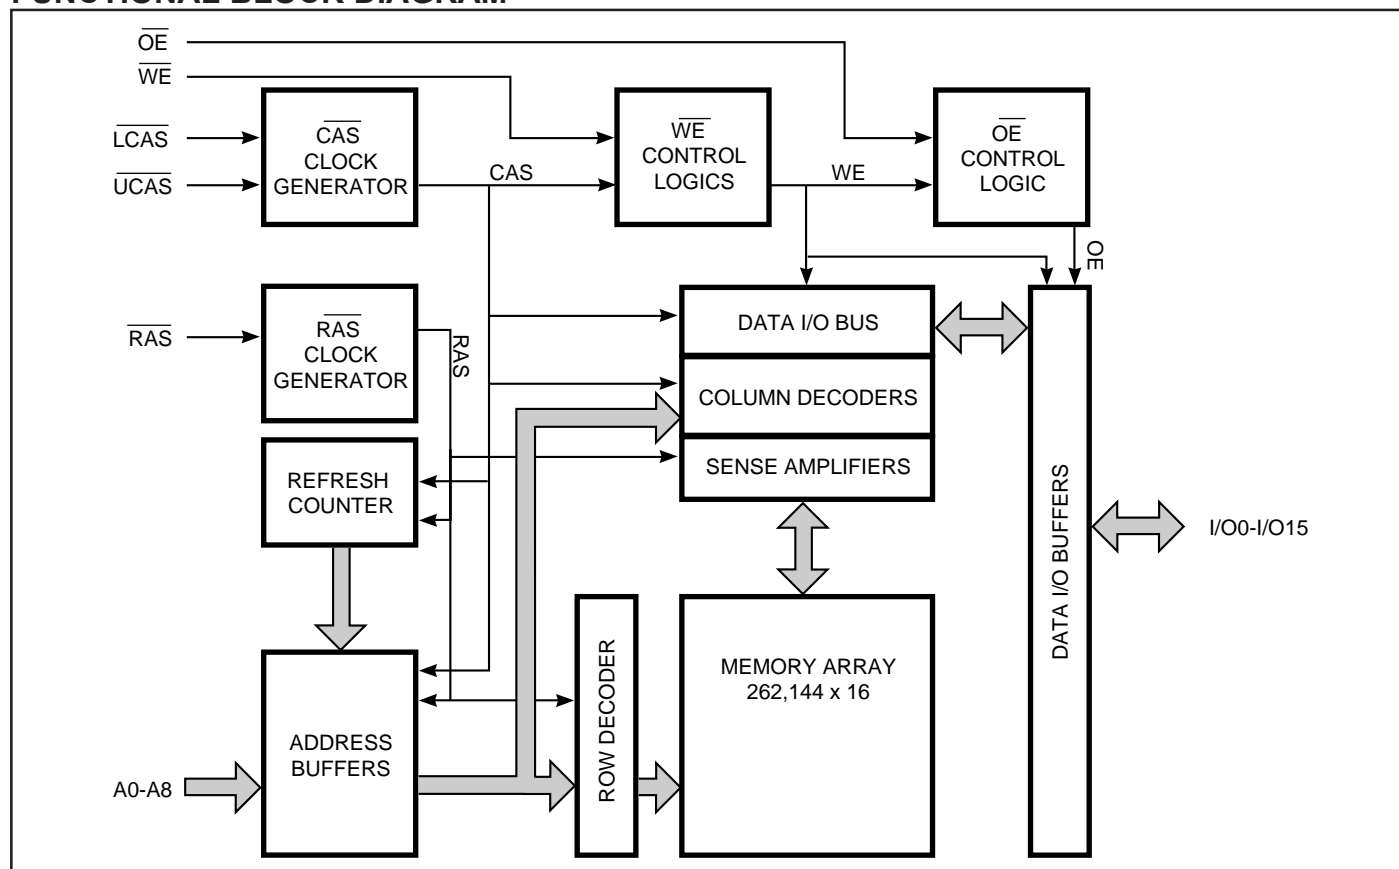 FUNCTIONAL BLOCK DIAGRAM
OE
WE
LCAS
UCAS
CAS
CLOCK
GENERATOR
CAS
WE
CONTROL
LOGICS
WE
OE
CONTROL
LOGIC
OE
RAS
RAS
CLOCK
GENERATOR
RAS
DATA I/O BUS
COLUMN DECODERS
SENSE AMPLIFIERS
REFRESH
COUNTER
DATA I/O BUFFERS
I/O0-I/O15
ADDRESS
BUFFERS
A0-A8
ROW DECODER
MEMORY ARRAY
262,144 x 16